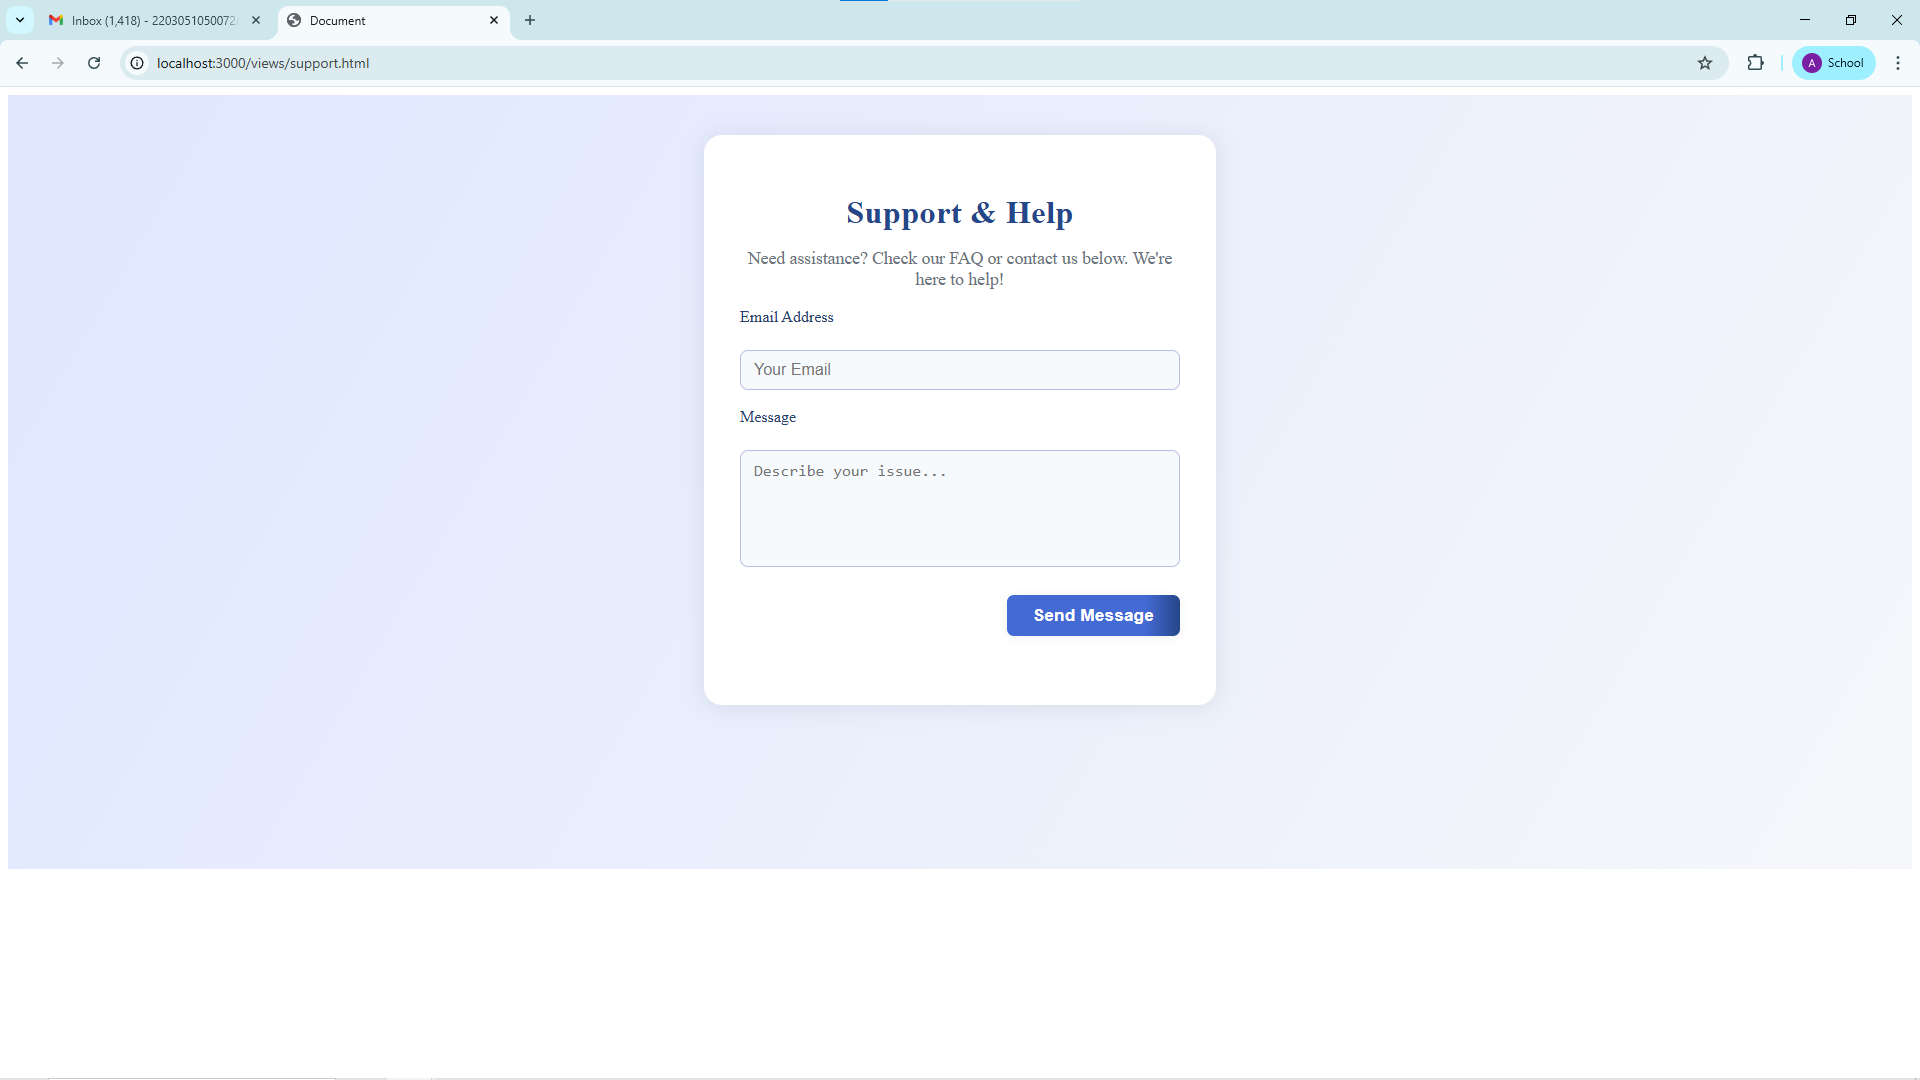 Inbox (1,418) - 2203051050072
Document
localhost:3000/views/support.html
A School
Support & Help
Need assistance? Check our FAQ or contact us below. We're
here to help!
Email Address
Your Email
Message
Describe your issue...
Send Message